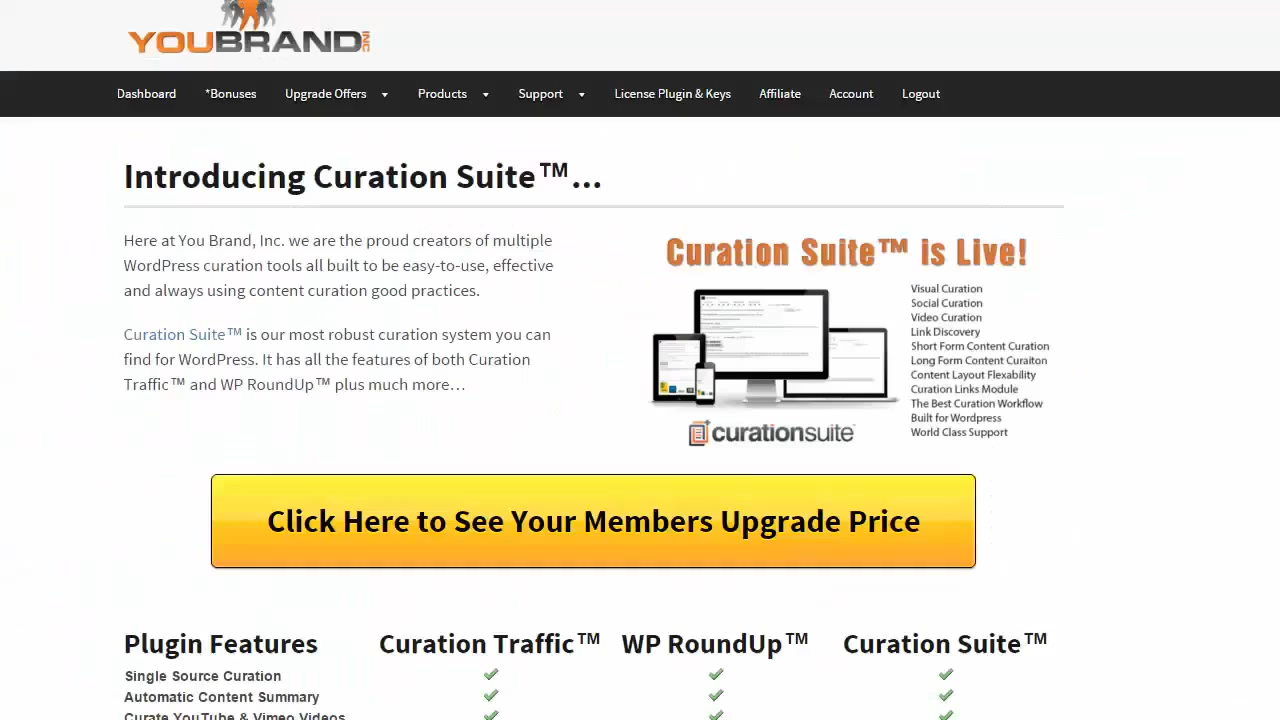 YOUBRAND INC
Dashboard *Bonuses Upgrade Offers Products Support License Plugin & Keys Affiliate Account Logout
Introducing Curation Suite™...
Here at You Brand, Inc. we are the proud creators of multiple
WordPress curation tools all built to be easy-to-use, effective
and always using content curation good practices.
Curation Suite™ is our most robust curation system you can
find for WordPress. It has all the features of both Curation
Traffic™ and WP RoundUp™ plus much more…
Curation Suite™ is Live!
Visual Curation
Social Curation
Video Curation
Link Discovery
Short Form Content Curation
Long Form Content Curaiton
Content Layout Flexability
Curation Links Module
The Best Curation Workflow
Built for Wordpress
World Class Support
curationsuite
Click Here to See Your Members Upgrade Price
Plugin Features Curation Traffic™ WP RoundUp™ Curation Suite™
Single Source Curation
Automatic Content Summary
Curate YouTube & Vimeo Videos